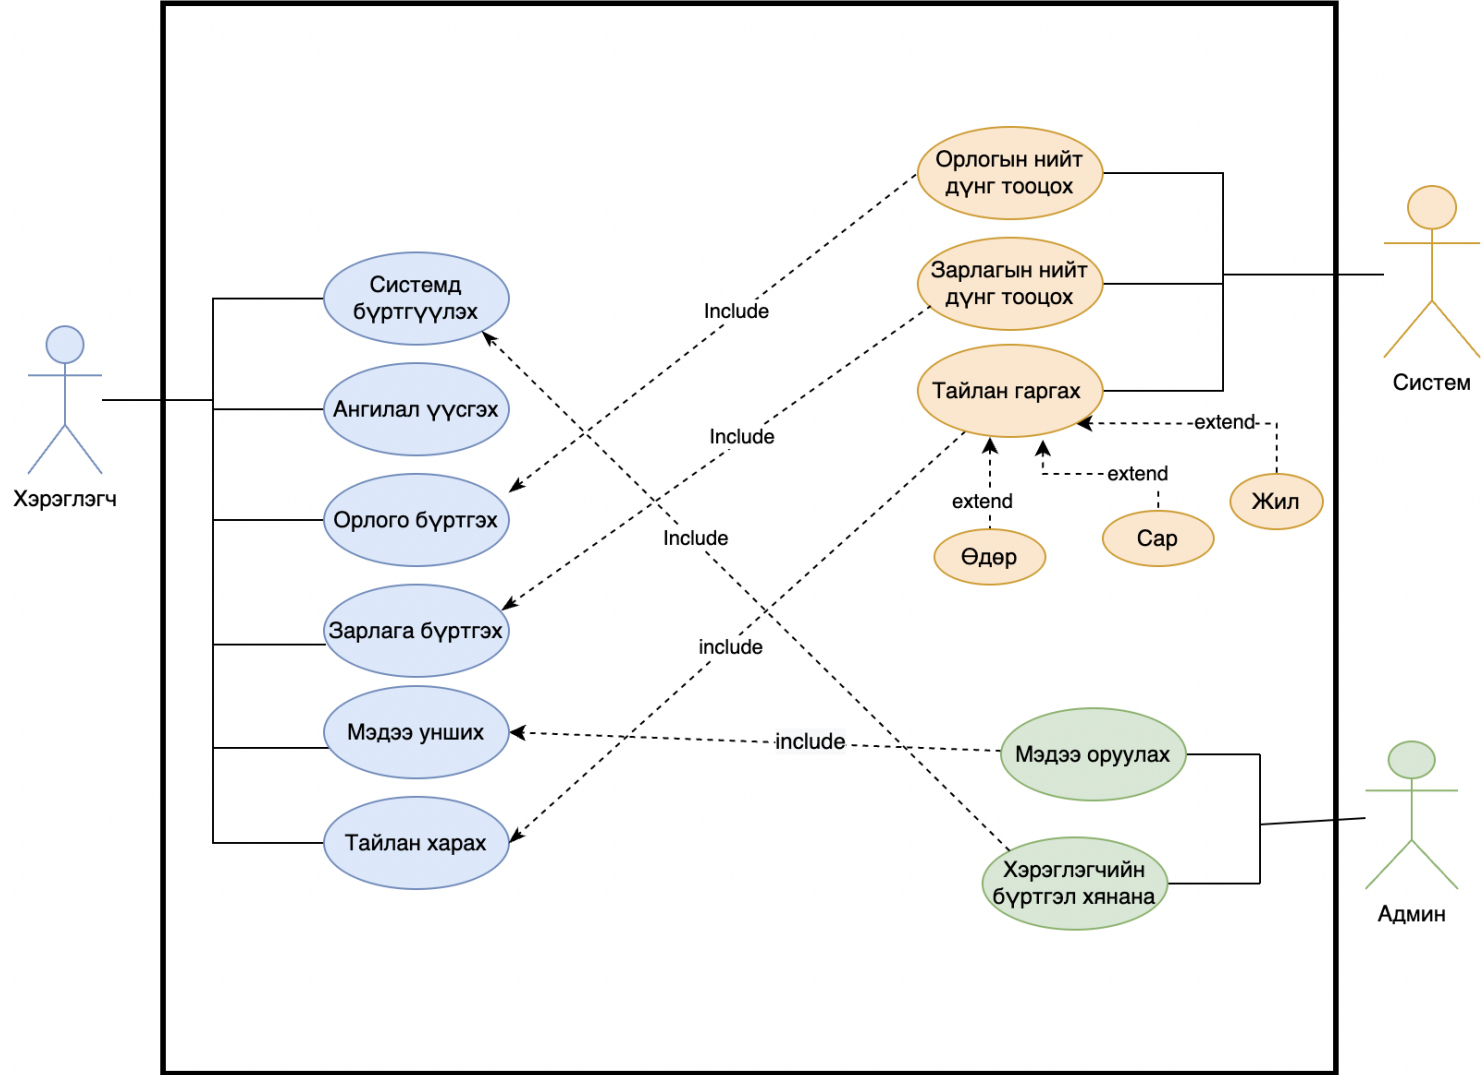 Орлогын нийт
дүнг тооцох
Зарлагын нийт
дүнг тооцох
Тайлан гаргах
Систем
Системд
бүртгүүлэх
Ангилал үүсгэх
Орлого бүртгэх
Зарлага бүртгэх
Мэдээ унших
Тайлан харах
Хэрэглэгч
Include
Include
Include
include
include
extend
extend
extend
Өдөр
Сар
Жил
Мэдээ оруулах
Хэрэглэгчийн
бүртгэл хянана
Админ